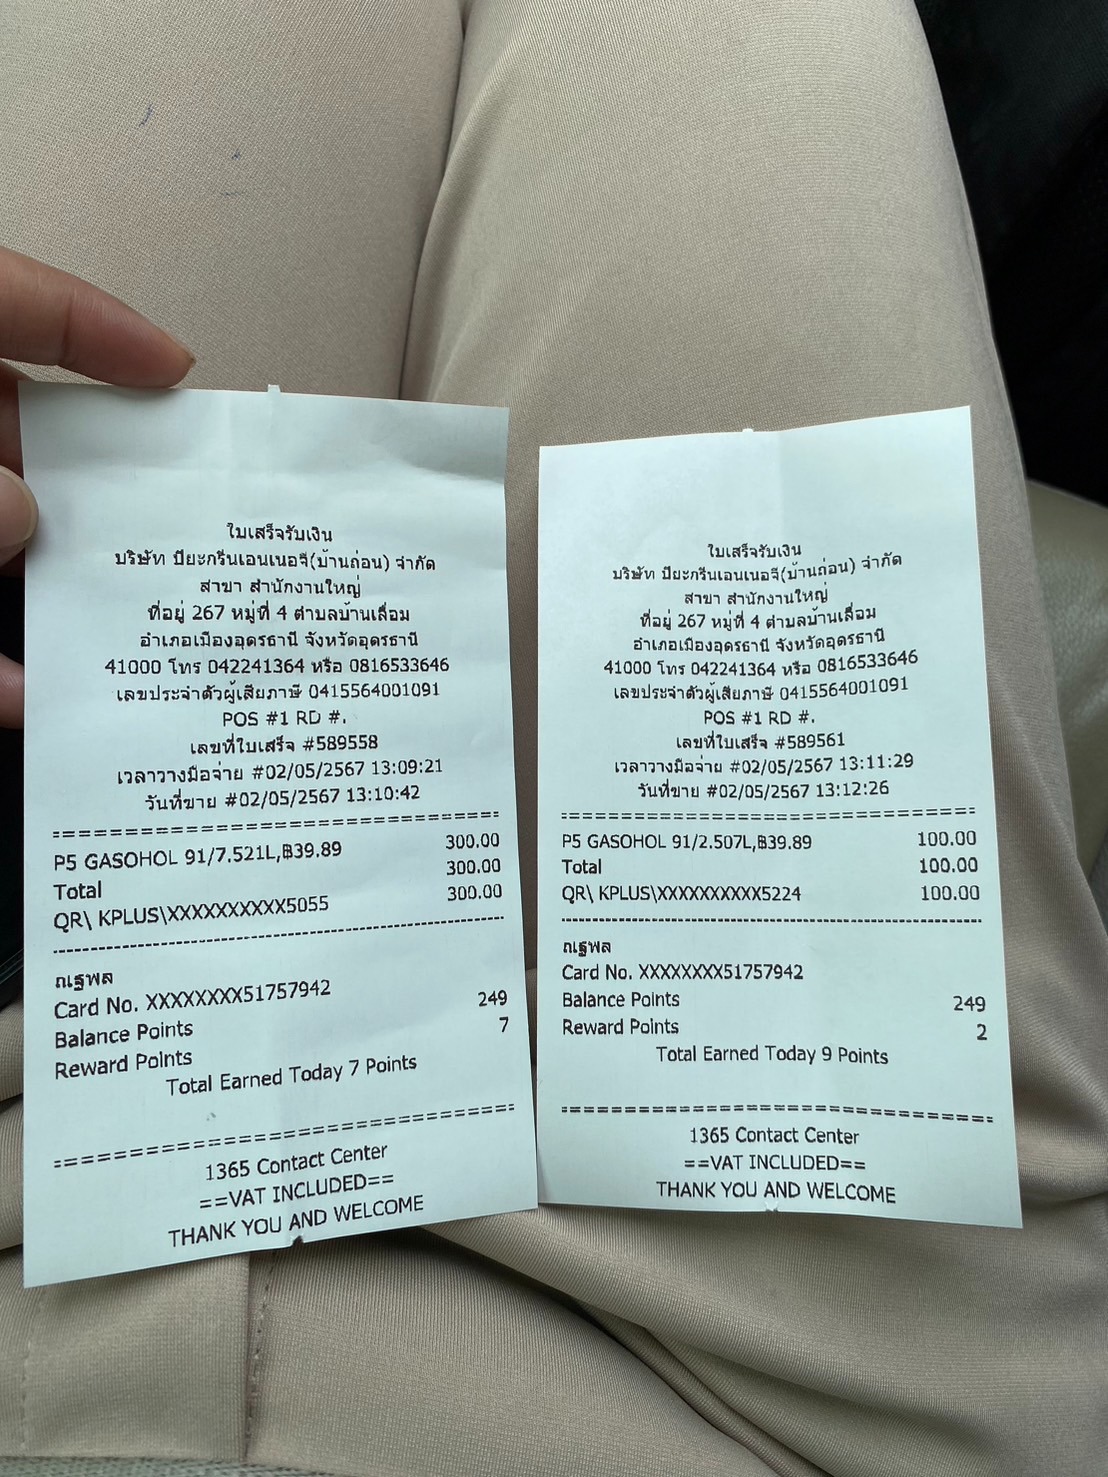 ใบเสร็จรับเงิน
บริษัท ปิยะกรีนเอนเนอจี(บ้านถ่อน) จำกัด
สาขา สำนักงานใหญ่
ที่อยู่ 267 หมู่ที่ 4 ตำบลบ้านเลื่อม
อำเภอเมืองอุดรธานี จังหวัดอุดรธานี
41000 โทร 042241364 หรือ 0816533646
เลขประจำตัวผู้เสียภาษี 0415564001091
POS #1 RD #.
เลขที่ใบเสร็จ #589558
เวลาวางมือจ่าย #02/05/2567 13:09:21
วันที่ขาย #02/05/2567 13:10:42
================================
P5 GASOHOL 91/7.521L,฿39.89 300.00
Total 300.00
QR\ KPLUS\XXXXXXXXXX5055 300.00
ณฐพล
Card No. XXXXXXXX51757942
Balance Points 249
Reward Points 7
Total Earned Today 7 Points
================================
1365 Contact Center
==VAT INCLUDED==
THANK YOU AND WELCOME
ใบเสร็จรับเงิน
บริษัท ปิยะกรีนเอนเนอจี(บ้านถ่อน) จำกัด
สาขา สำนักงานใหญ่
ที่อยู่ 267 หมู่ที่ 4 ตำบลบ้านเลื่อม
อำเภอเมืองอุดรธานี จังหวัดอุดรธานี
41000 โทร 042241364 หรือ 0816533646
เลขประจำตัวผู้เสียภาษี 0415564001091
POS #1 RD #.
เลขที่ใบเสร็จ #589561
เวลาวางมือจ่าย #02/05/2567 13:11:29
วันที่ขาย #02/05/2567 13:12:26
================================
P5 GASOHOL 91/2.507L,฿39.89 100.00
Total 100.00
QR\ KPLUS\XXXXXXXXXX5224 100.00
ณฐพล
Card No. XXXXXXXX51757942
Balance Points 249
Reward Points 2
Total Earned Today 9 Points
================================
1365 Contact Center
==VAT INCLUDED==
THANK YOU AND WELCOME